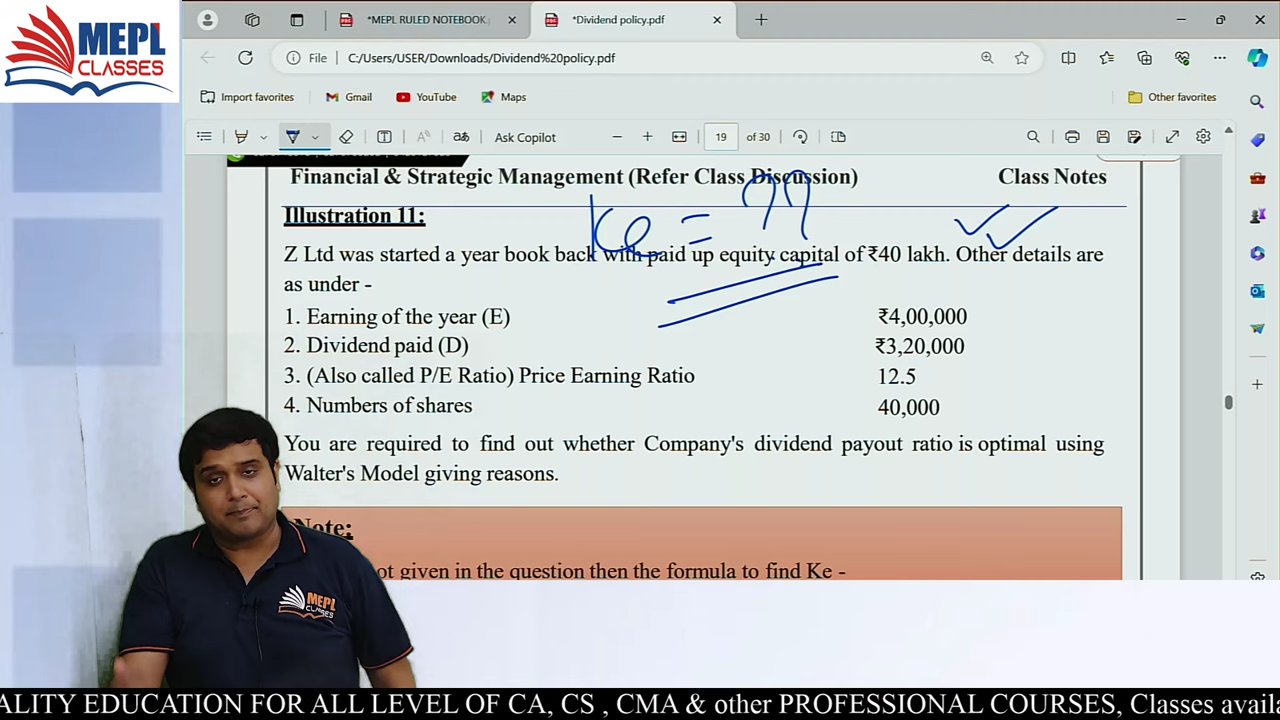 MEPL
CLASSES
*MEPL RULED NOTEBOOK
*Dividend policy.pdf
File
C:/Users/USER/Downloads/Dividend%20policy.pdf
Import favorites
Gmail
YouTube
Maps
Other favorites
Ask Copilot
19 of 30
Financial & Strategic Management (Refer Class Discussion) Class Notes
Ke = ??
Illustration 11:
Z Ltd was started a year book back with paid up equity capital of ₹40 lakh. Other details are
as under -
1. Earning of the year (E) ₹4,00,000
2. Dividend paid (D) ₹3,20,000
3. (Also called P/E Ratio) Price Earning Ratio 12.5
4. Numbers of shares 40,000
You are required to find out whether Company's dividend payout ratio is optimal using
Walter's Model giving reasons.
Note:
not given in the question then the formula to find Ke -
MEPL
CLASSES
ALITY EDUCATION FOR ALL LEVEL OF CA, CS , CMA & other PROFESSIONAL COURSES, Classes availa